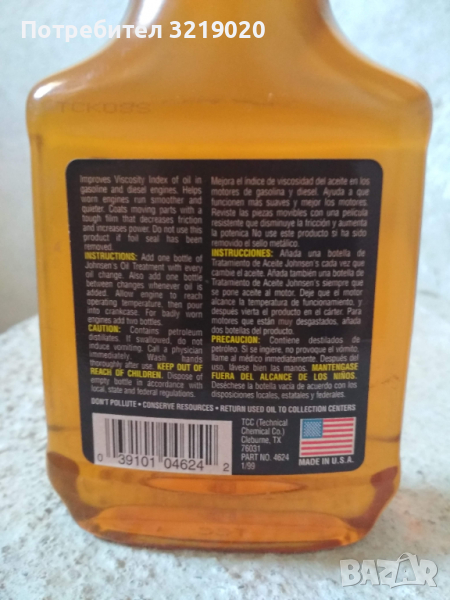 Потребител 3219020
TCKU8S
Improves Viscosity Index of oil in
gasoline and diesel engines. Helps
worn engines run smoother and
quieter. Coats moving parts with a
tough film that decreases friction
and increases power. Do not use this
product if foil seal has been
removed.
INSTRUCTIONS: Add one bottle of
Johnsen's Oil Treatment with every
oil change. Also add one bottle
between changes whenever oil is
added. Allow engine to reach
operating temperature, then pour
into crankcase. For badly worn
engines add two bottles.
CAUTION: Contains petroleum
distillates. If swallowed, do not
induce vomiting. Call a physician
immediately. Wash hands
thoroughly after use. KEEP OUT OF
REACH OF CHILDREN. Dispose of
empty bottle in accordance with
local, state and federal regulations.
Mejora el índice de viscosidad del aceite en los
motores de gasolina y diesel. Ayuda a que
funcionen más suaves y mejor los motores.
Reviste las piezas movibles con una película
resistente que disminuye la fricción y aumenta
la potenica No use este producto si ha sido
removido el sello metálico.
INSTRUCCIONES: Añada una botella de
Tratamiento de Aceite Johnsen's cada vez que
cambie el aceite. Añada también una botella de
Tratamiento de Aceite Johnsen's siempre que
se le pone aceite al motor. Deje que el motor
alcance la temperatura de funcionamiento, y
después vierta el producto en el cárter. Para
motores que están muy desgastados, añada
dos botellas del producto.
PRECAUCION: Contiene destilados de
petróleo. Si se ingiere, no provoque el vómito,
llame al médico immediatamente. Después del
uso, lávese bien las manos. MANTENGASE
FUERA DEL ALCANCE DE LOS NIÑOS.
Deséchese la botella vacía de acuerdo con las
disposiciones locales, estatales y federales.
DON'T POLLUTE • CONSERVE RESOURCES • RETURN USED OIL TO COLLECTION CENTERS
0 39101 04624 2
TCC (Technical
Chemical Co.)
Cleburne, TX
76031
PART NO. 4624
1/99
MADE IN U.S.A.
BAZAR